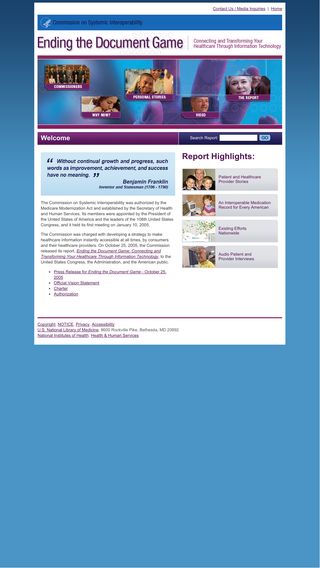 Contact Us / Media Inquiries | Home
Commission on Systemic Interoperability
Ending the Document Game
Connecting and Transforming Your
Healthcare Through Information Technology
COMMISSIONERS
PERSONAL STORIES
THE REPORT
WHY NOW?
VIDEO
Welcome
Search Report
GO
“ Without continual growth and progress, such
words as improvement, achievement, and success
have no meaning. ”
Benjamin Franklin
Inventor and Statesman (1706 - 1790)
The Commission on Systemic Interoperability was authorized by the
Medicare Modernization Act and established by the Secretary of Health
and Human Services. Its members were appointed by the President of
the United States of America and the leaders of the 108th United States
Congress, and it held its first meeting on January 10, 2005.
The Commission was charged with developing a strategy to make
healthcare information instantly accessible at all times, by consumers
and their healthcare providers. On October 25, 2005, the Commission
released its report, Ending the Document Game: Connecting and
Transforming Your Healthcare Through Information Technology, to the
United States Congress, the Administration, and the American public.
• Press Release for Ending the Document Game - October 25,
2005
• Official Vision Statement
• Charter
• Authorization
Report Highlights:
Patient and Healthcare
Provider Stories
An Interoperable Medication
Record for Every American
Existing Efforts
Nationwide
Audio Patient and
Provider Interviews
Copyright, NOTICE, Privacy, Accessibility
U.S. National Library of Medicine, 8600 Rockville Pike, Bethesda, MD 20892
National Institutes of Health, Health & Human Services